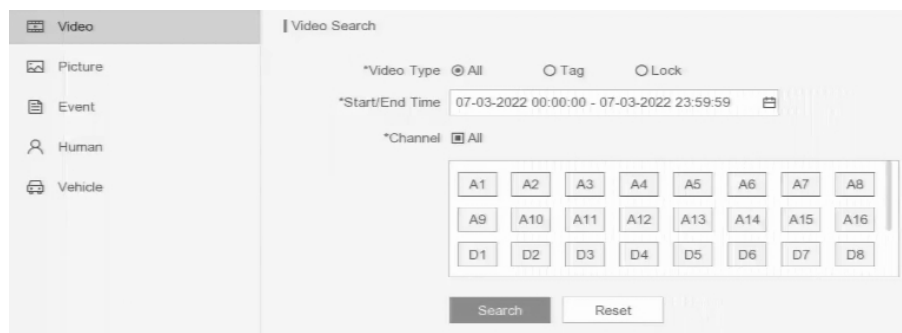 Video
Picture
Event
Human
Vehicle
Video Search
*Video Type All Tag Lock
*Start/End Time 07-03-2022 00:00:00 - 07-03-2022 23:59:59
*Channel All
A1 A2 A3 A4 A5 A6 A7 A8
A9 A10 A11 A12 A13 A14 A15 A16
D1 D2 D3 D4 D5 D6 D7 D8
Search Reset